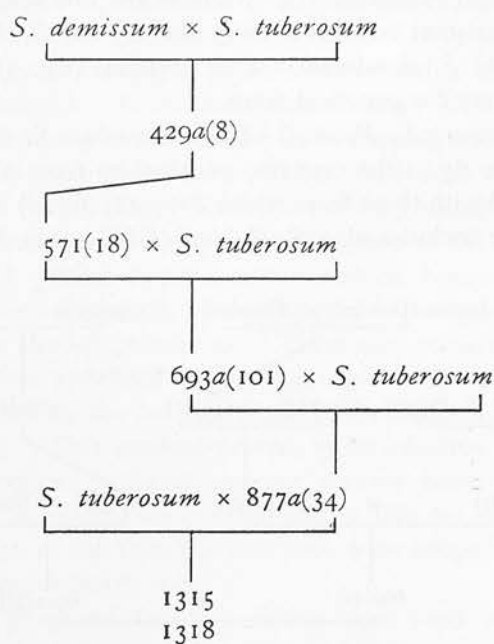 S. demissum × S. tuberosum
429a(8)
571(18) × S. tuberosum
693a(101) × S. tuberosum
S. tuberosum × 877a(34)
1315
1318